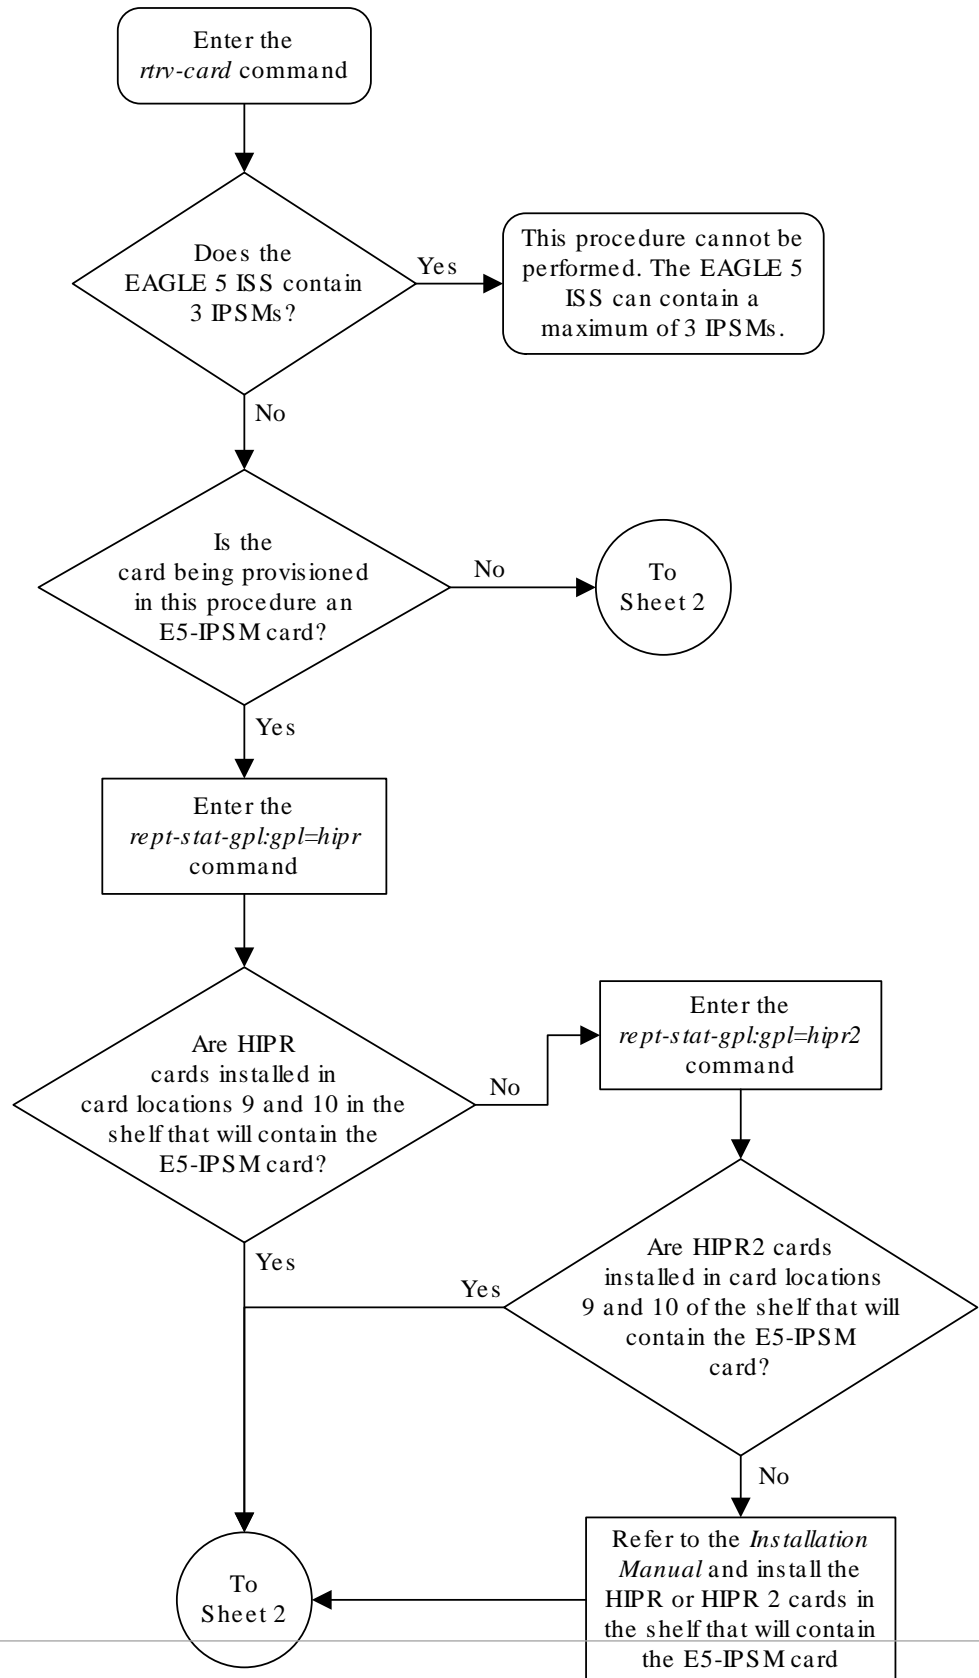 Enter the
rtrv-card command
Does the
EAGLE 5 ISS contain
3 IPSMs?
Yes
This procedure cannot be
performed. The EAGLE 5
ISS can contain a
maximum of 3 IPSMs.
No
Is the
card being provisioned
in this procedure an
E5-IPSM card?
No
To
Sheet 2
Yes
Enter the
rept-stat-gpl:gpl=hipr
command
Are HIPR
cards installed in
card locations 9 and 10 in the
shelf that will contain the
E5-IPSM card?
No
Enter the
rept-stat-gpl:gpl=hipr2
command
Yes
Are HIPR2 cards
installed in card locations
9 and 10 of the shelf that will
contain the E5-IPSM
card?
Yes
No
Refer to the Installation
Manual and install the
HIPR or HIPR 2 cards in
the shelf that will contain
the E5-IPSM card
To
Sheet 2